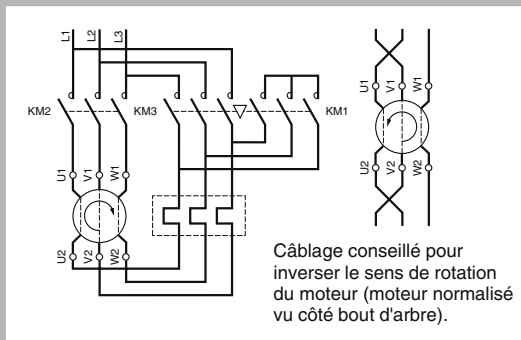 L1 L2 L3
KM2 KM3 KM1
U1 V1 W1
U2 V2 W2
U1 V1 W1
U2 V2 W2
Câblage conseillé pour
inverser le sens de rotation
du moteur (moteur normalisé
vu côté bout d'arbre).